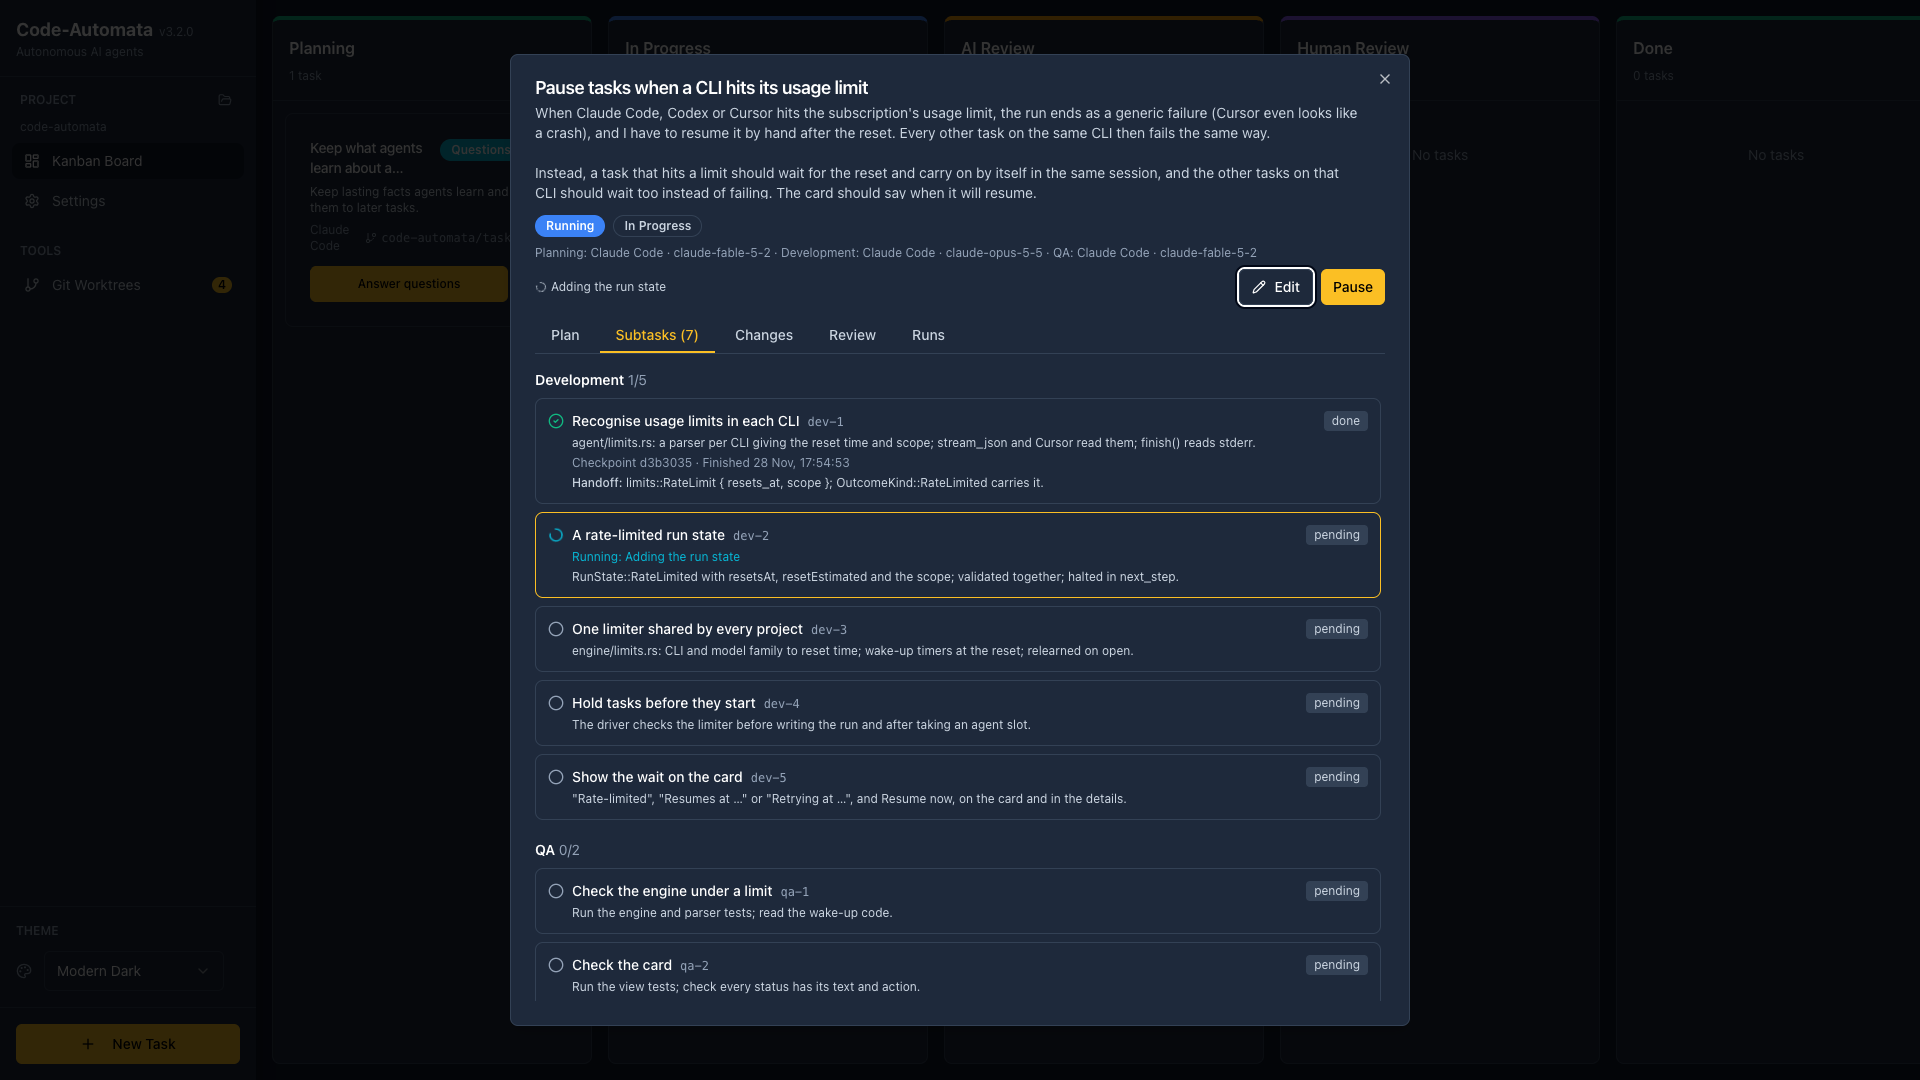 Code-Automata v3.2.0
Autonomous AI agents
PROJECT
code-automata
Kanban Board
Settings
TOOLS
Git Worktrees 4
THEME
Modern Dark
New Task
Planning
1 task
Keep what agents
learn about a...
Questions
Keep lasting facts agents learn and
them to later tasks.
Claude
Code
code-automata/task
Answer questions
In Progress
AI Review
Human Review
No tasks
Done
0 tasks
No tasks
Pause tasks when a CLI hits its usage limit
When Claude Code, Codex or Cursor hits the subscription's usage limit, the run ends as a generic failure (Cursor even looks like
a crash), and I have to resume it by hand after the reset. Every other task on the same CLI then fails the same way.
Instead, a task that hits a limit should wait for the reset and carry on by itself in the same session, and the other tasks on that
CLI should wait too instead of failing. The card should say when it will resume.
Running In Progress
Planning: Claude Code · claude-fable-5-2 · Development: Claude Code · claude-opus-5-5 · QA: Claude Code · claude-fable-5-2
Adding the run state
Edit Pause
Plan Subtasks (7) Changes Review Runs
Development 1/5
Recognise usage limits in each CLI dev-1 done
agent/limits.rs: a parser per CLI giving the reset time and scope; stream_json and Cursor read them; finish() reads stderr.
Checkpoint d3b3035 · Finished 28 Nov, 17:54:53
Handoff: limits::RateLimit { resets_at, scope }; OutcomeKind::RateLimited carries it.
A rate-limited run state dev-2 pending
Running: Adding the run state
RunState::RateLimited with resetsAt, resetEstimated and the scope; validated together; halted in next_step.
One limiter shared by every project dev-3 pending
engine/limits.rs: CLI and model family to reset time; wake-up timers at the reset; relearned on open.
Hold tasks before they start dev-4 pending
The driver checks the limiter before writing the run and after taking an agent slot.
Show the wait on the card dev-5 pending
"Rate-limited", "Resumes at ..." or "Retrying at ...", and Resume now, on the card and in the details.
QA 0/2
Check the engine under a limit qa-1 pending
Run the engine and parser tests; read the wake-up code.
Check the card qa-2 pending
Run the view tests; check every status has its text and action.